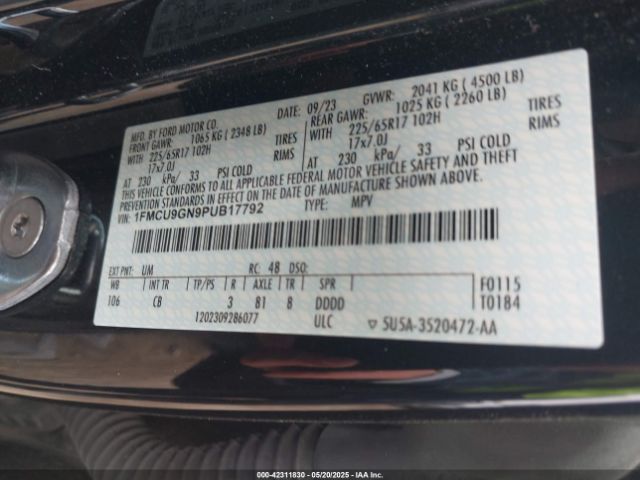 MFD. BY FORD MOTOR CO. 09/23 GVWR: 2041 KG ( 4500 LB)
FRONT GAWR: 1065 KG ( 2348 LB) REAR GAWR: 1025 KG ( 2260 LB)
WITH 225/65R17 102H TIRES WITH 225/65R17 102H TIRES
17x7.0J RIMS 17x7.0J RIMS
AT 230 kPa/ 33 PSI COLD AT 230 kPa/ 33 PSI COLD
THIS VEHICLE CONFORMS TO ALL APPLICABLE FEDERAL MOTOR VEHICLE SAFETY AND THEFT
PREVENTION STANDARDS IN EFFECT ON THE DATE OF MANUFACTURE SHOWN ABOVE.
VIN: 1FMCU9GN9PUB17792 TYPE: MPV
EXT PNT: UM RC: 48 DSO:
WB INT TR TP/PS R AXLE TR SPR F0115
106 CB 3 81 8 DDDD T0184
1202309286077 ULC 5U5A-3520472-AA
© - 42311830 - 05/20/2025 - IAA Inc.